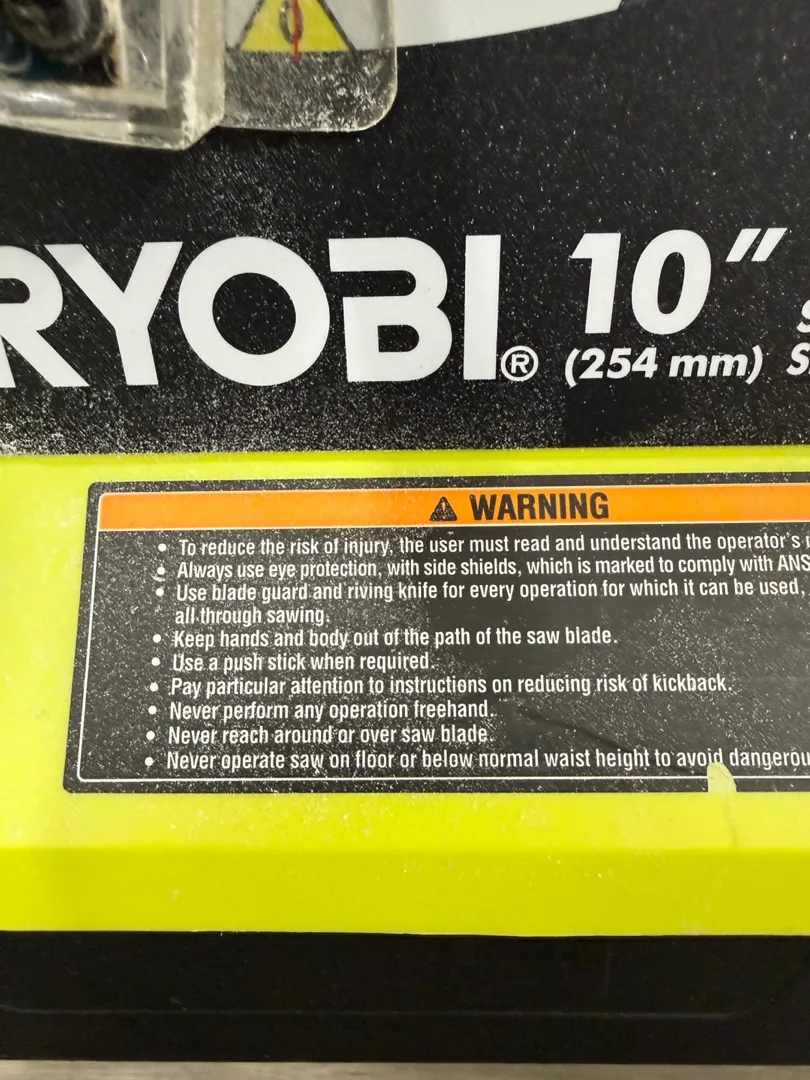 RYOBI® 10"
(254 mm)
WARNING
• To reduce the risk of injury, the user must read and understand the operator's
• Always use eye protection, with side shields, which is marked to comply with ANS
• Use blade guard and riving knife for every operation for which it can be used,
all through sawing.
• Keep hands and body out of the path of the saw blade.
• Use a push stick when required.
• Pay particular attention to instructions on reducing risk of kickback.
• Never perform any operation freehand.
• Never reach around or over saw blade.
• Never operate saw on floor or below normal waist height to avoid dangerou